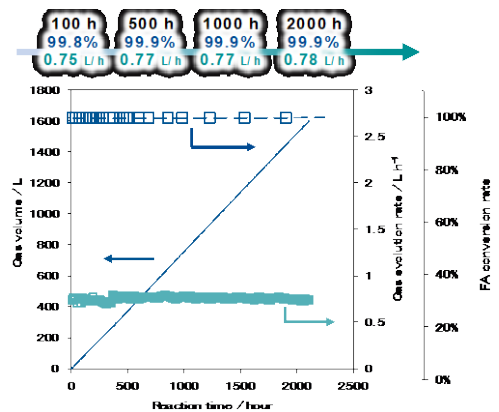 100 h 500 h 1000 h 2000 h
99.8% 99.9% 99.9% 99.9%
0.75 L/h 0.77 L/h 0.77 L/h 0.78 L/h
1800
1600
1400
1200
1000
800
600
400
200
0
Gas volume / L
3
2.5
2
1.5
1
0.5
0
Gas evolution rate / L h⁻¹
100%
80%
60%
40%
20%
0%
FA conversion rate
0 500 1000 1500 2000 2500
Reaction time / hour